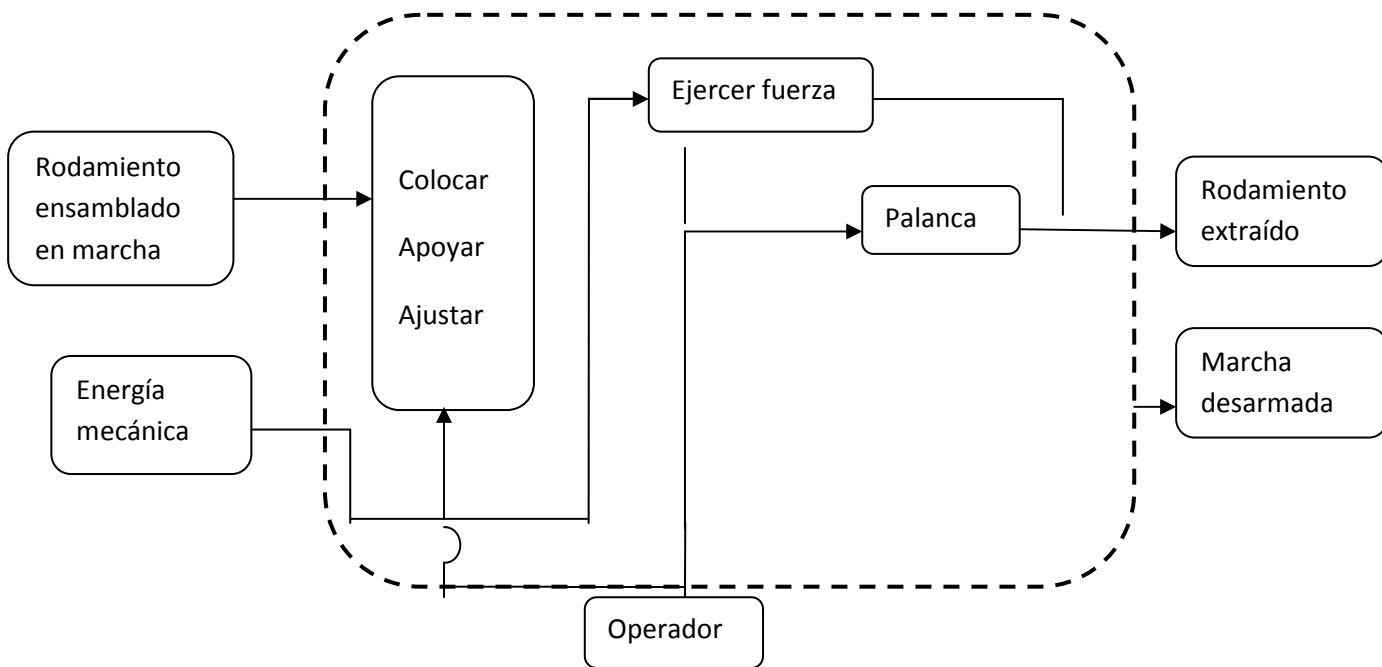 Ejercer fuerza
Rodamiento
ensamblado
en marcha
Colocar
Apoyar
Ajustar
Palanca
Rodamiento
extraído
Energía
mecánica
Marcha
desarmada
Operador